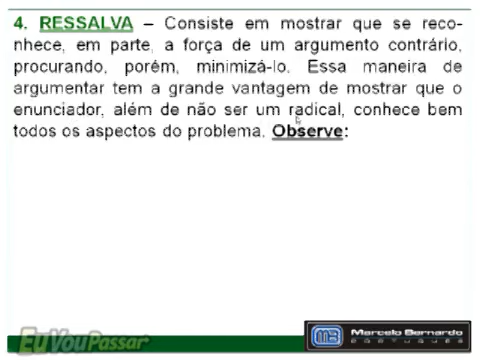 4. RESSALVA – Consiste em mostrar que se reco-
nhece, em parte, a força de um argumento contrário,
procurando, porém, minimizá-lo. Essa maneira de
argumentar tem a grande vantagem de mostrar que o
enunciador, além de não ser um radical, conhece bem
todos os aspectos do problema. Observe:
EuVouPassar
MB
Marcelo Bernardo
PORTUGUÊS